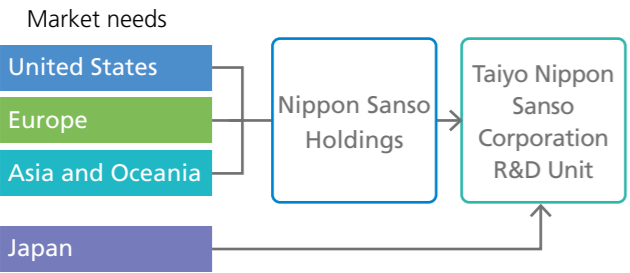 Market needs
United States
Europe
Asia and Oceania
Japan
Nippon Sanso
Holdings
Taiyo Nippon
Sanso
Corporation
R&D Unit